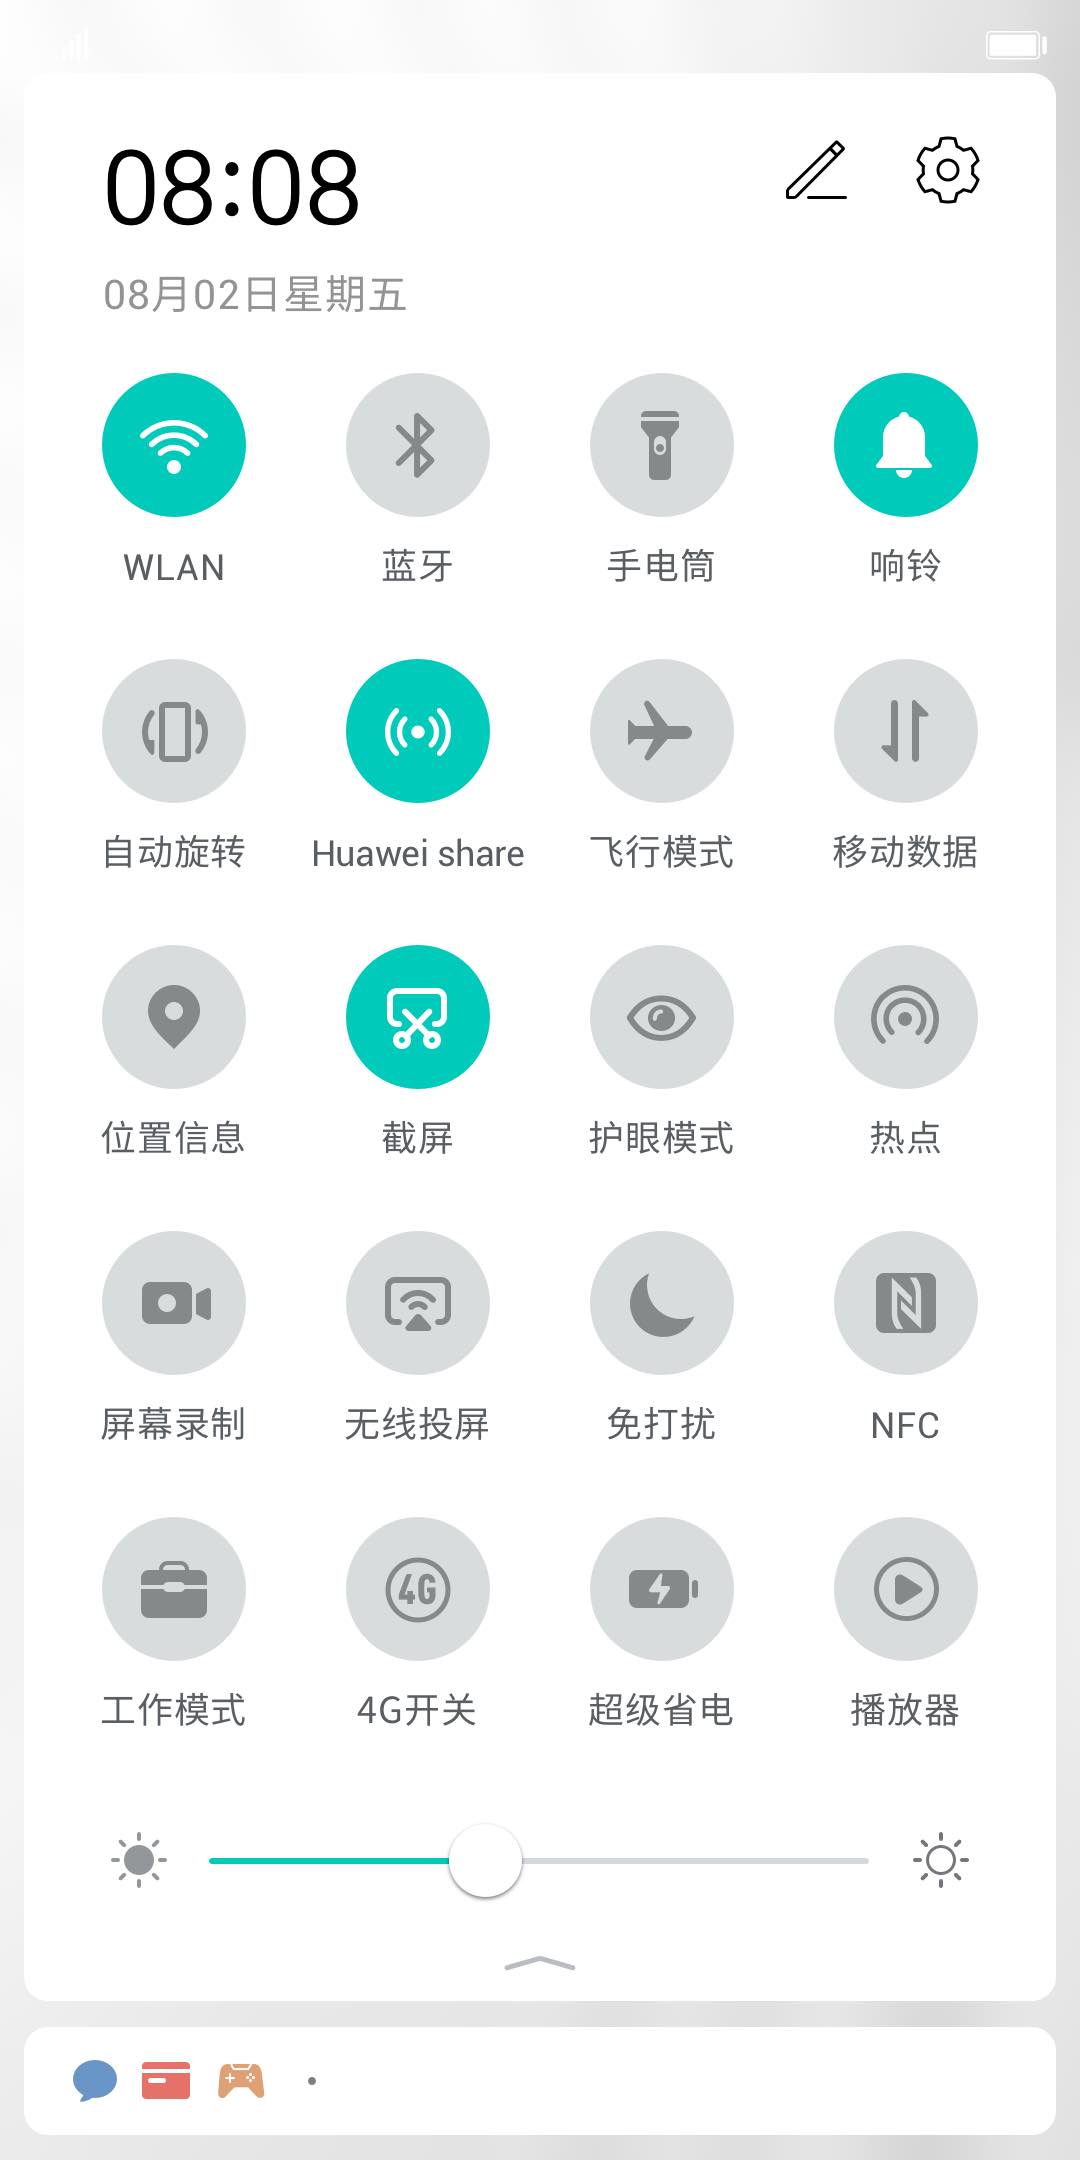 08:08
08月02日星期五
WLAN
蓝牙
手电筒
响铃
自动旋转
Huawei share
飞行模式
移动数据
位置信息
截屏
护眼模式
热点
屏幕录制
无线投屏
免打扰
NFC
4G
工作模式
4G开关
超级省电
播放器